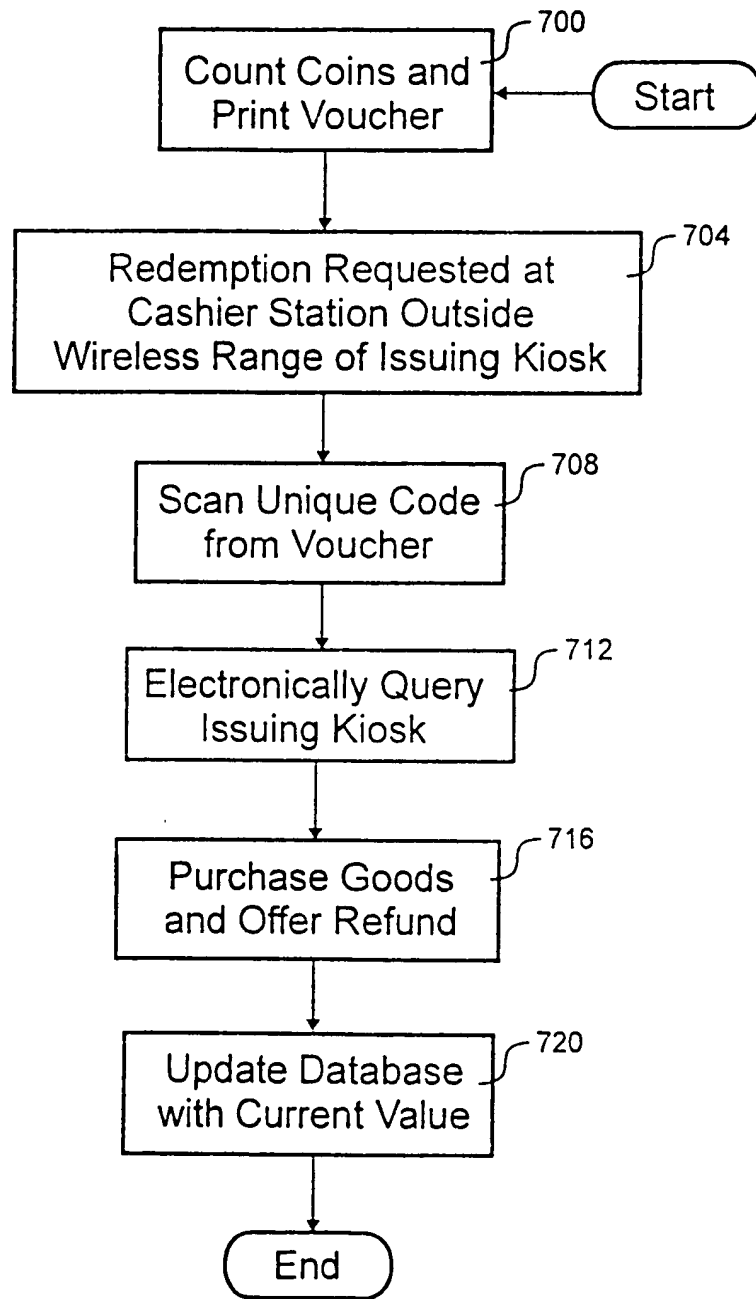 700
Count Coins and
Print Voucher
Start
704
Redemption Requested at
Cashier Station Outside
Wireless Range of Issuing Kiosk
708
Scan Unique Code
from Voucher
712
Electronically Query
Issuing Kiosk
716
Purchase Goods
and Offer Refund
720
Update Database
with Current Value
End